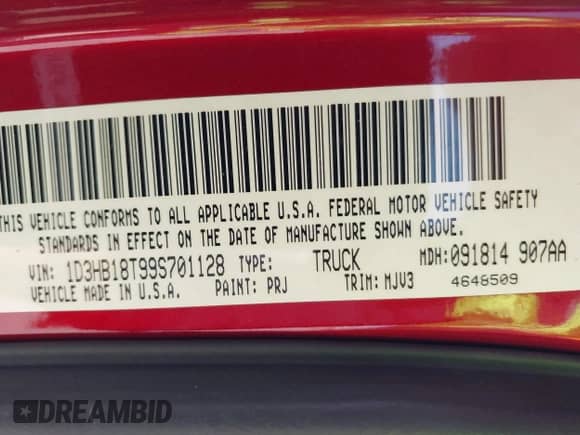 THIS VEHICLE CONFORMS TO ALL APPLICABLE U.S.A. FEDERAL MOTOR VEHICLE SAFETY
STANDARDS IN EFFECT ON THE DATE OF MANUFACTURE SHOWN ABOVE.
VIN: 1D3HB18T99S701128 TYPE: TRUCK MDH: 091814 907AA
VEHICLE MADE IN U.S.A. PAINT: PRJ TRIM: MJV3 4648509
DREAMBID